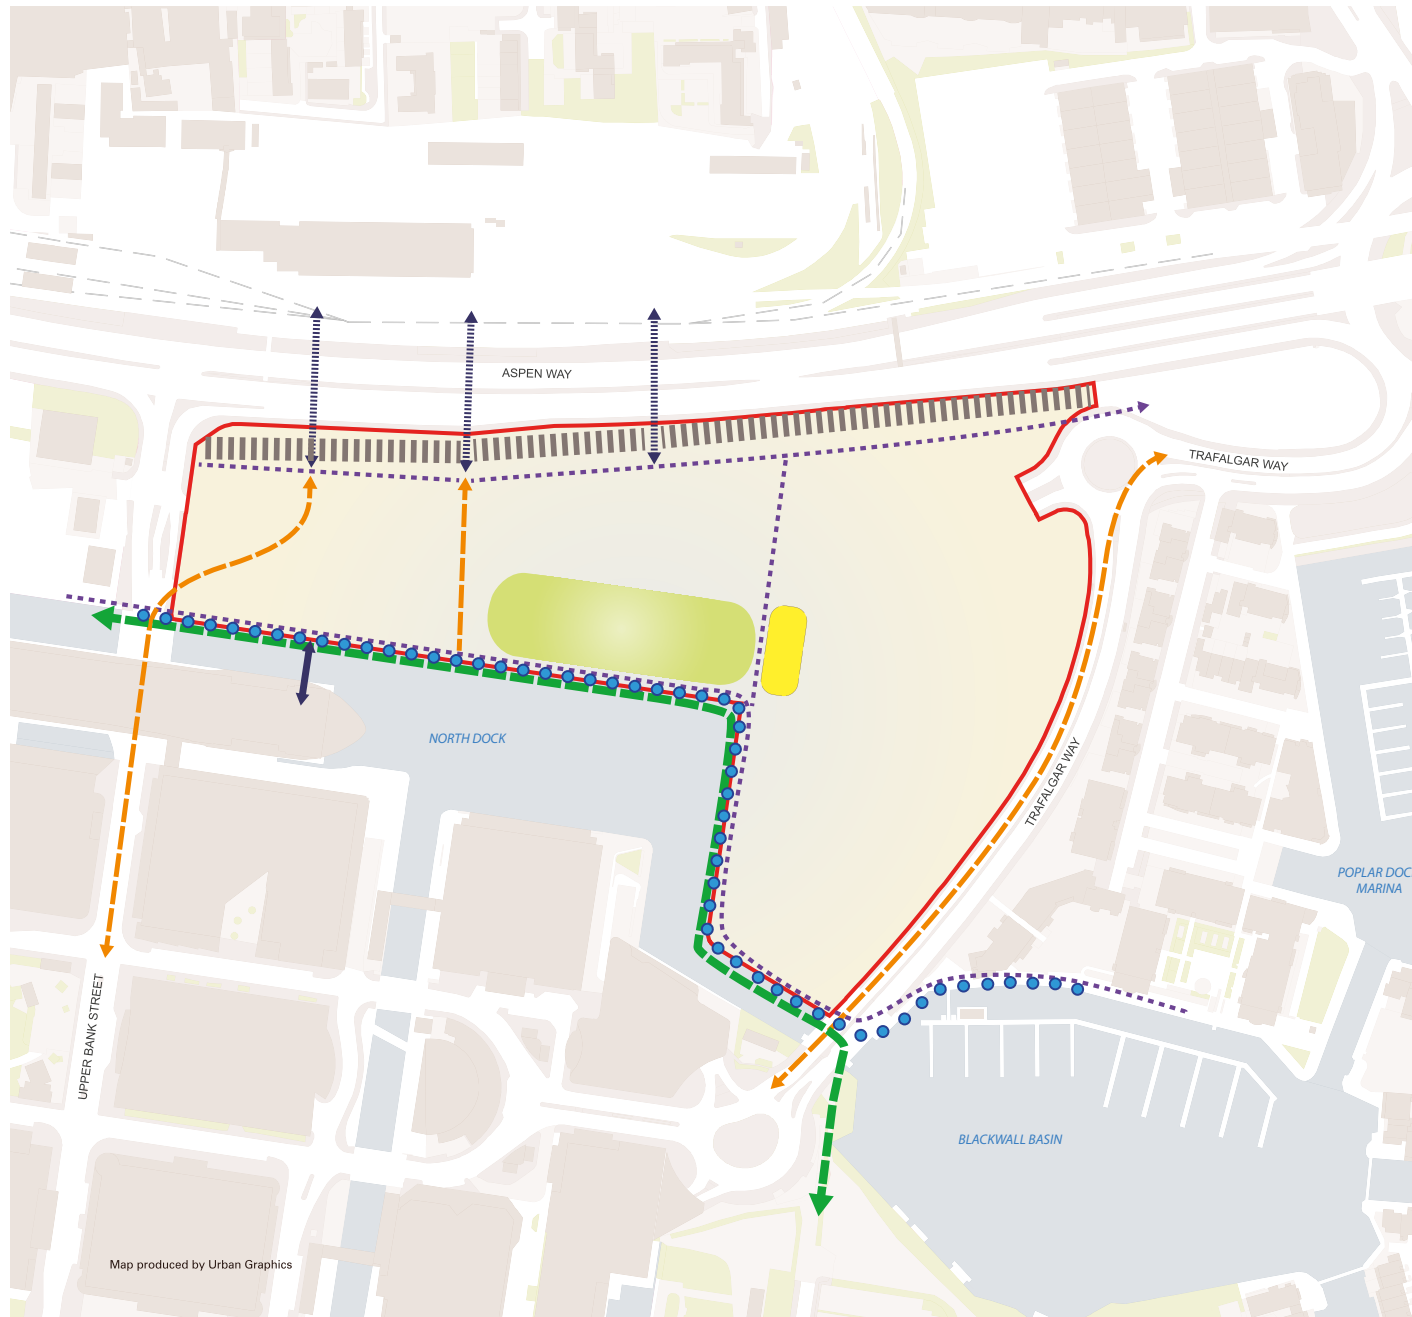 ASPEN WAY
TRAFALGAR WAY
NORTH DOCK
TRAFALGAR WAY
POPLAR DOC
MARINA
UPPER BANK STREET
BLACKWALL BASIN
Map produced by Urban Graphics